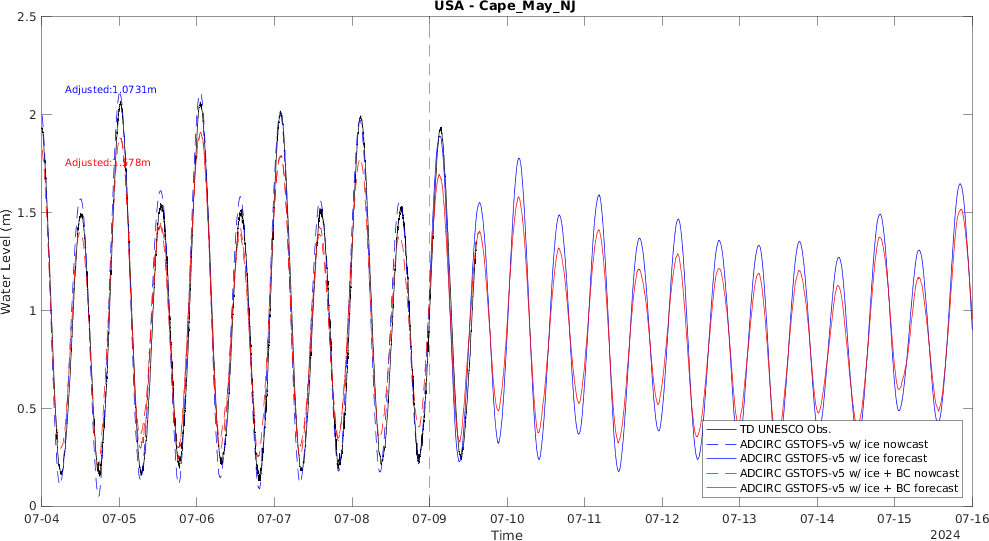 USA - Cape_May_NJ
2.5
2
1.5
1
0.5
0
Water Level (m)
Adjusted:1.0731m
Adjusted:1.578m
TD UNESCO Obs.
ADCIRC GSTOFS-v5 w/ ice nowcast
ADCIRC GSTOFS-v5 w/ ice forecast
ADCIRC GSTOFS-v5 w/ ice + BC nowcast
ADCIRC GSTOFS-v5 w/ ice + BC forecast
07-04 07-05 07-06 07-07 07-08 07-09 07-10 07-11 07-12 07-13 07-14 07-15 07-16
Time
2024